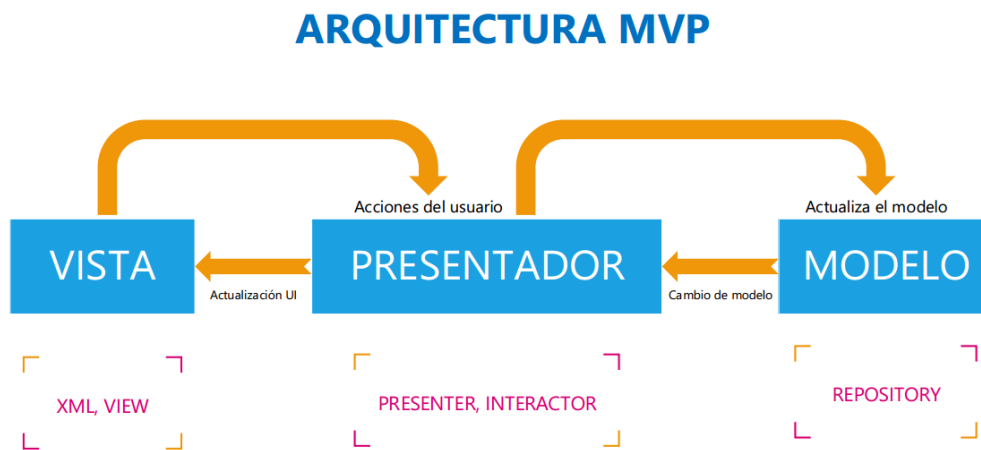 ARQUITECTURA MVP
Acciones del usuario
Actualiza el modelo
VISTA
PRESENTADOR
MODELO
Actualización UI
Cambio de modelo
XML, VIEW
PRESENTER, INTERACTOR
REPOSITORY